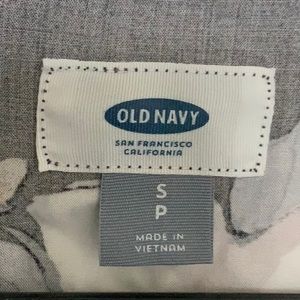 OLD NAVY
SAN FRANCISCO
CALIFORNIA
S
P
MADE IN
VIETNAM